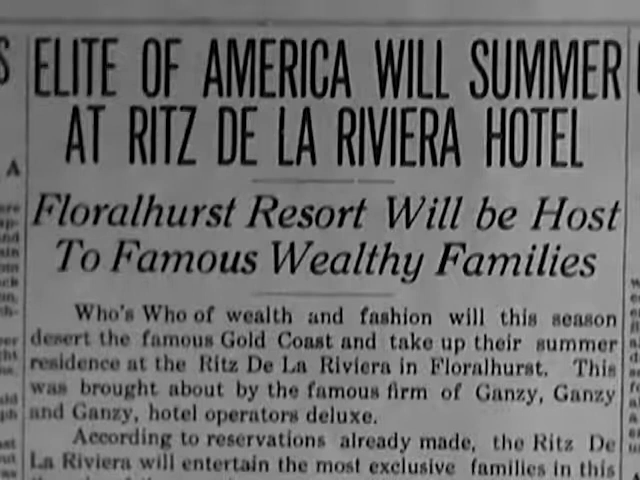 ELITE OF AMERICA WILL SUMMER
AT RITZ DE LA RIVIERA HOTEL
Floralhurst Resort Will be Host
To Famous Wealthy Families
Who's Who of wealth and fashion will this season
desert the famous Gold Coast and take up their summer
residence at the Ritz De La Riviera in Floralhurst. This
was brought about by the famous firm of Ganzy, Ganzy
and Ganzy, hotel operators deluxe.
According to reservations already made, the Ritz De
La Riviera will entertain the most exclusive families in this